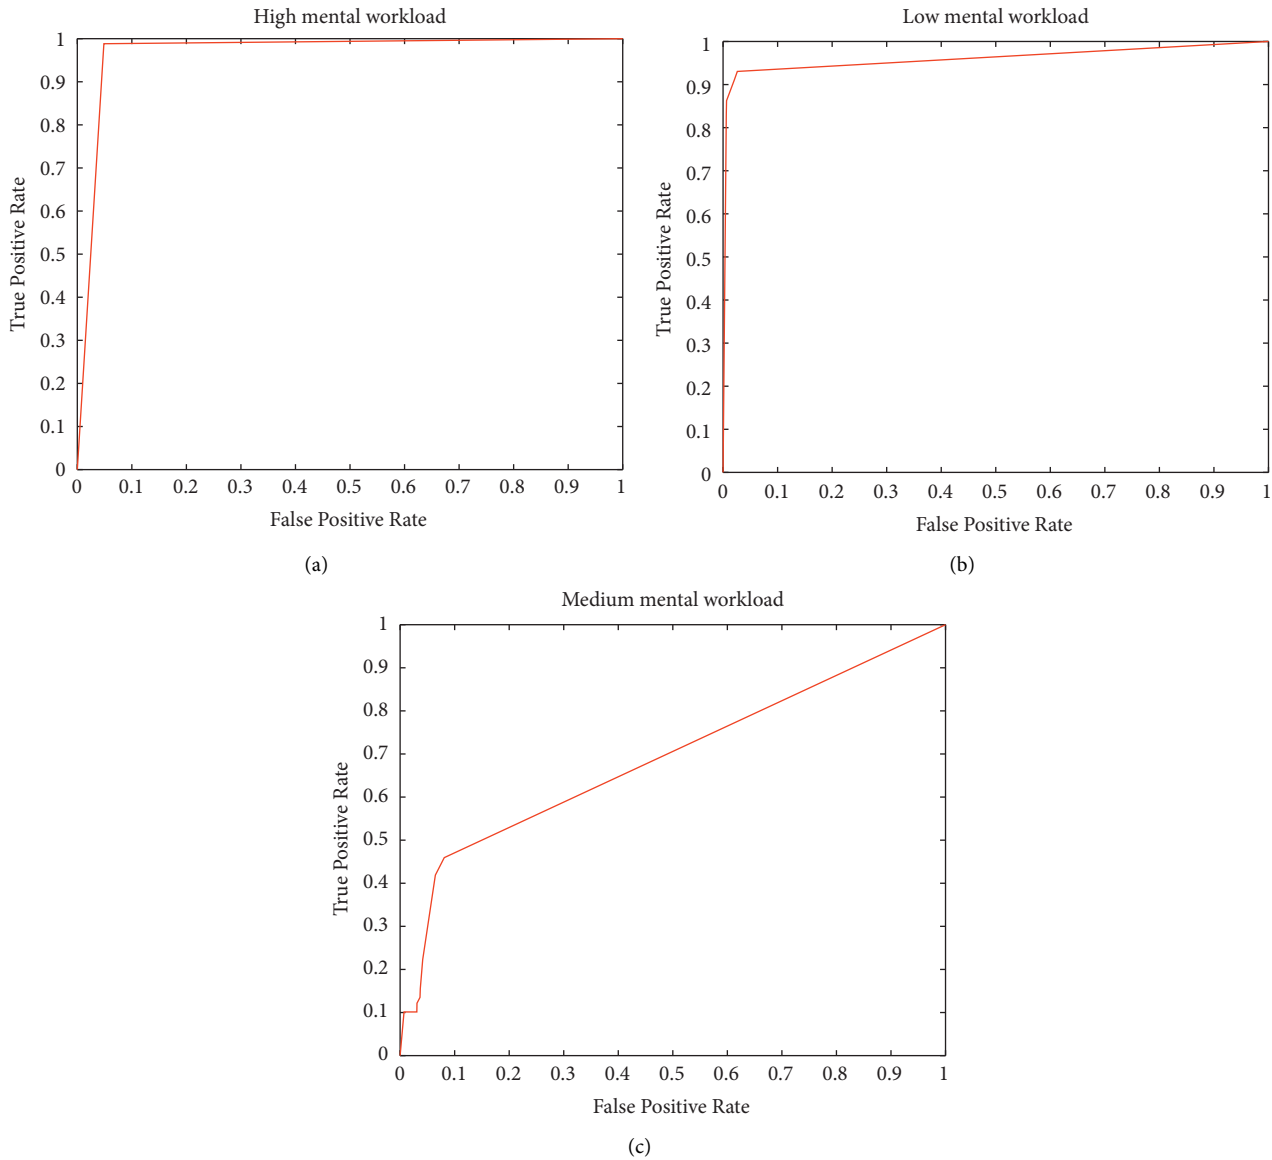 High mental workload
1
0.9
0.8
0.7
0.6
0.5
0.4
0.3
0.2
0.1
0
True Positive Rate
0 0.1 0.2 0.3 0.4 0.5 0.6 0.7 0.8 0.9 1
False Positive Rate
(a)
Low mental workload
1
0.9
0.8
0.7
0.6
0.5
0.4
0.3
0.2
0.1
0
True Positive Rate
0 0.1 0.2 0.3 0.4 0.5 0.6 0.7 0.8 0.9 1
False Positive Rate
(b)
Medium mental workload
1
0.9
0.8
0.7
0.6
0.5
0.4
0.3
0.2
0.1
0
True Positive Rate
0 0.1 0.2 0.3 0.4 0.5 0.6 0.7 0.8 0.9 1
False Positive Rate
(c)